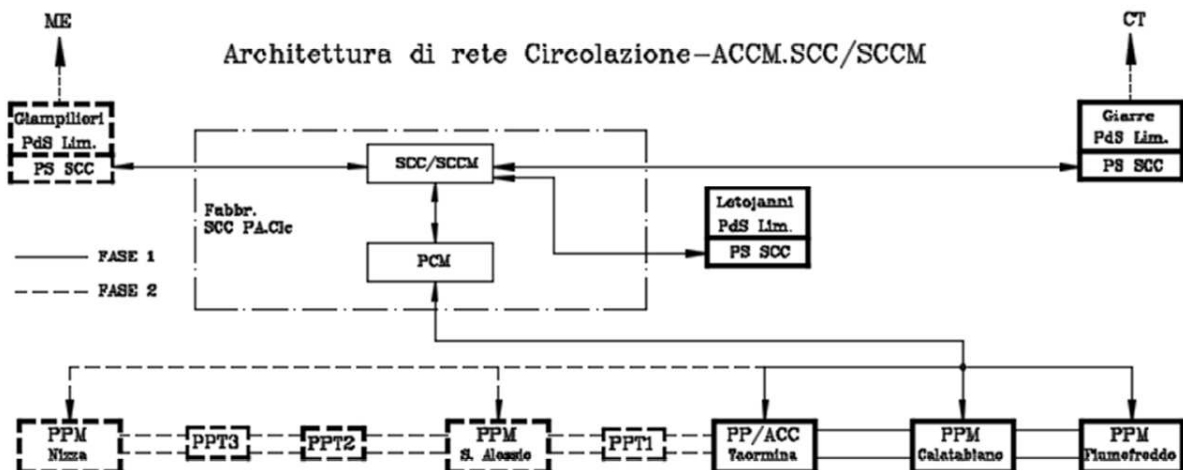 ME
CT
Architettura di rete Circolazione-ACCM.SCC/SCCM
Giampilieri
PdS Lim.
PS SCC
SCC/SCCM
Giarre
PdS Lim.
PS SCC
Fabbr.
SCC PA.Clc
Letojanni
PdS Lim.
PS SCC
PCM
FASE 1
FASE 2
PPM
Nizza
PPT3
PPT2
PPM
S. Alessio
PPT1
PP/ACC
Taormina
PPM
Calatabiano
PPM
Fiumefreddo